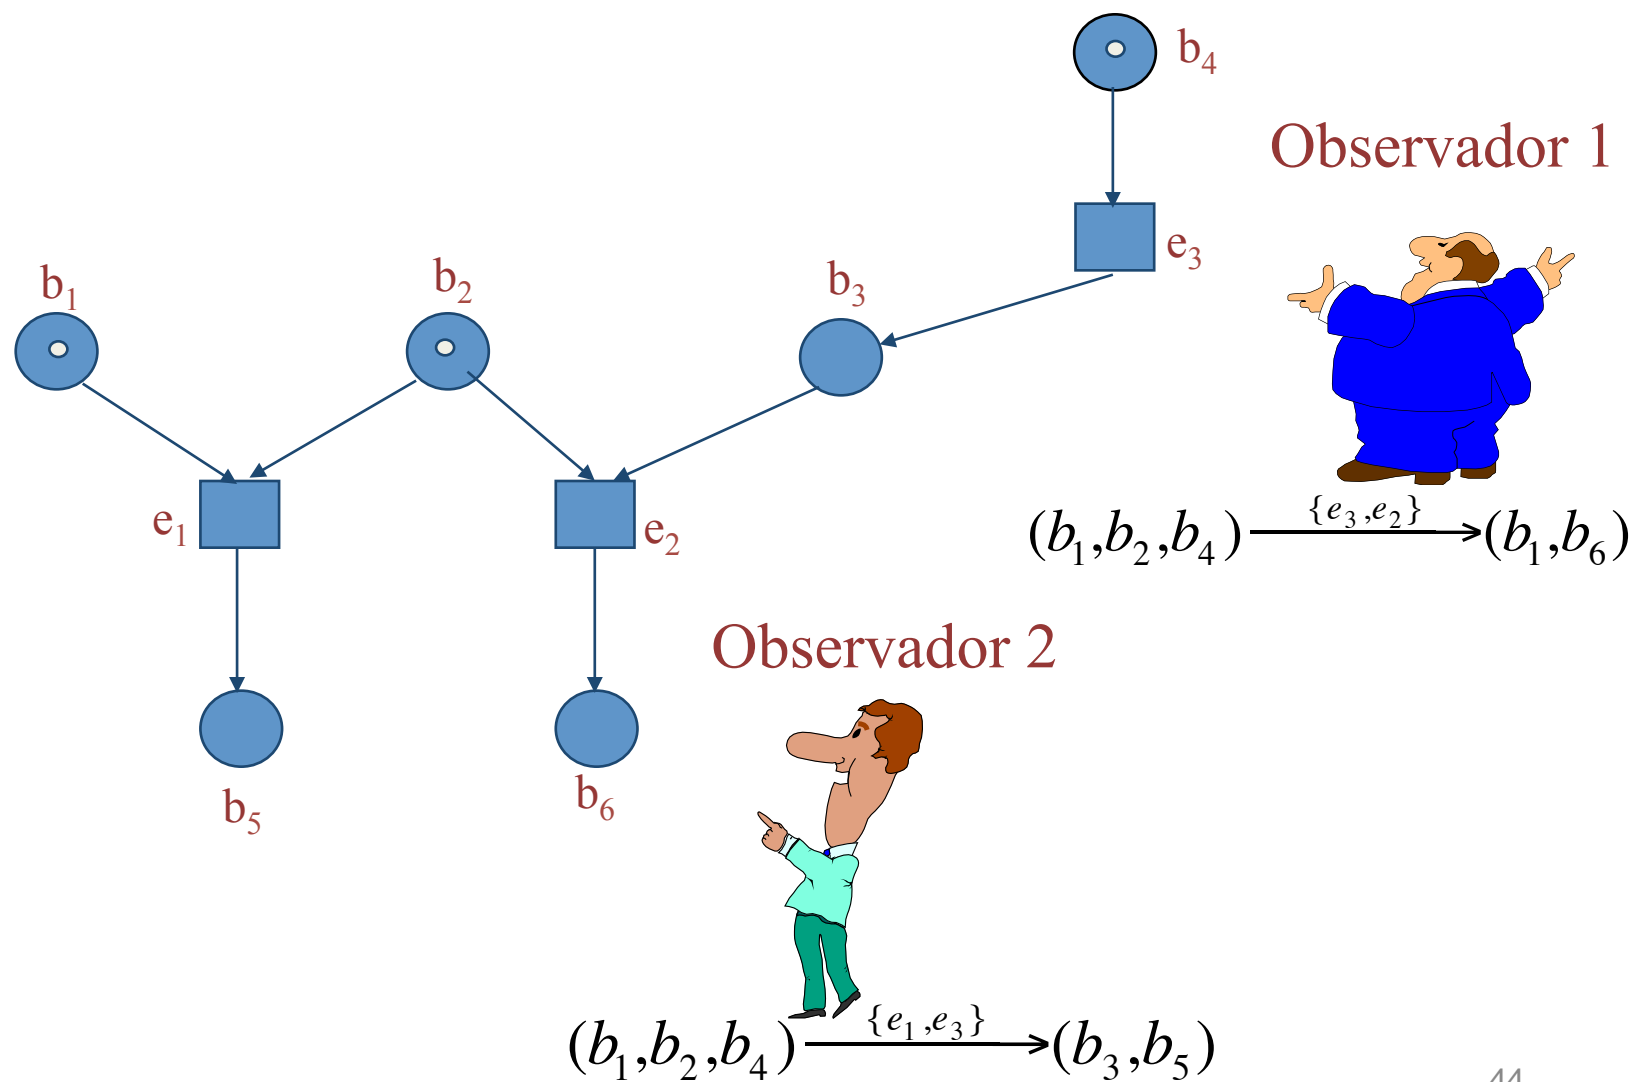 b₄
Observador 1
e₃
b₁
b₂
b₃
e₁
e₂
(b₁,b₂,b₄) {e₃,e₂} (b₁,b₆)
Observador 2
b₅
b₆
(b₁,b₂,b₄) {e₁,e₃} (b₃,b₅)
44